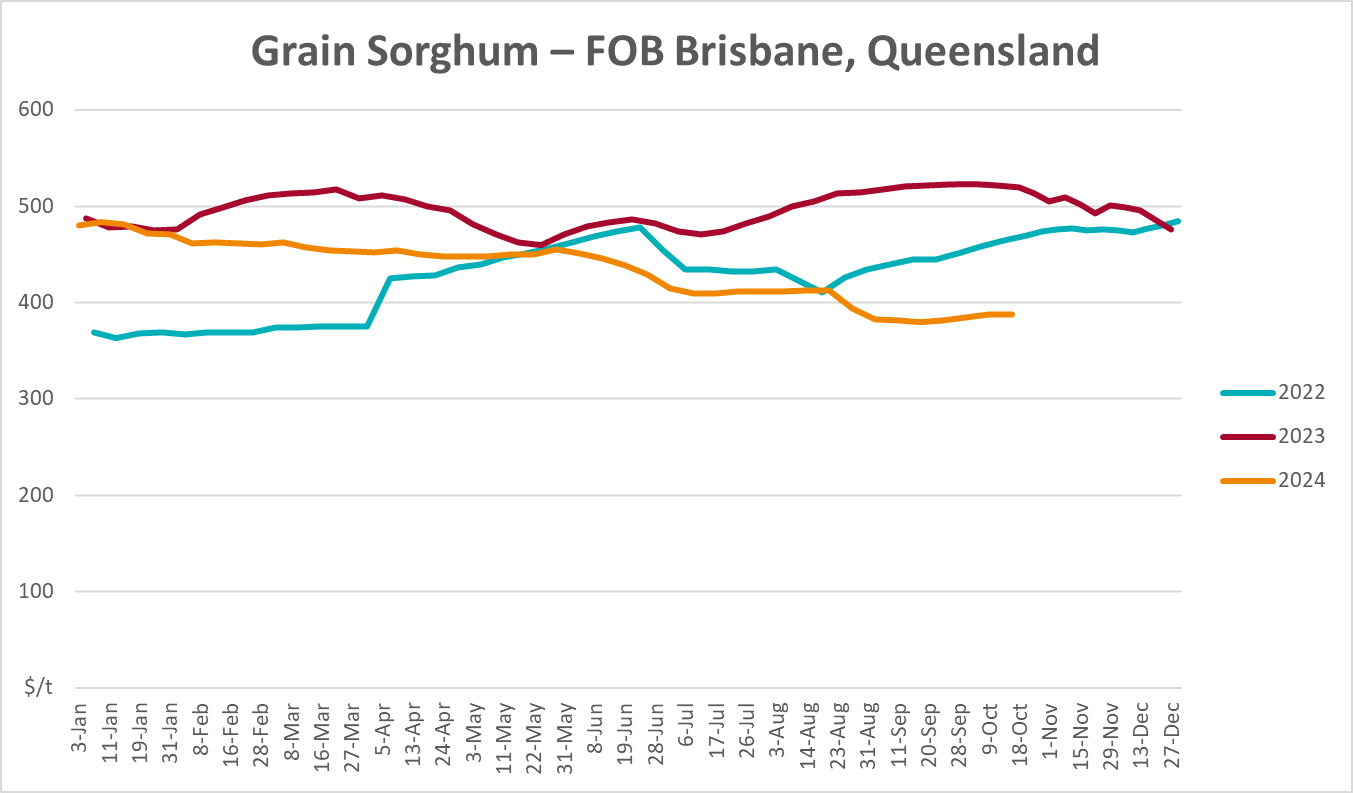 Grain Sorghum – FOB Brisbane, Queensland
600
500
400
300
200
100
$/t
3-Jan
11-Jan
19-Jan
31-Jan
8-Feb
16-Feb
28-Feb
8-Mar
16-Mar
27-Mar
5-Apr
13-Apr
24-Apr
3-May
11-May
22-May
31-May
8-Jun
19-Jun
28-Jun
6-Jul
17-Jul
26-Jul
3-Aug
14-Aug
23-Aug
31-Aug
11-Sep
20-Sep
28-Sep
9-Oct
18-Oct
1-Nov
15-Nov
29-Nov
13-Dec
27-Dec
2022
2023
2024